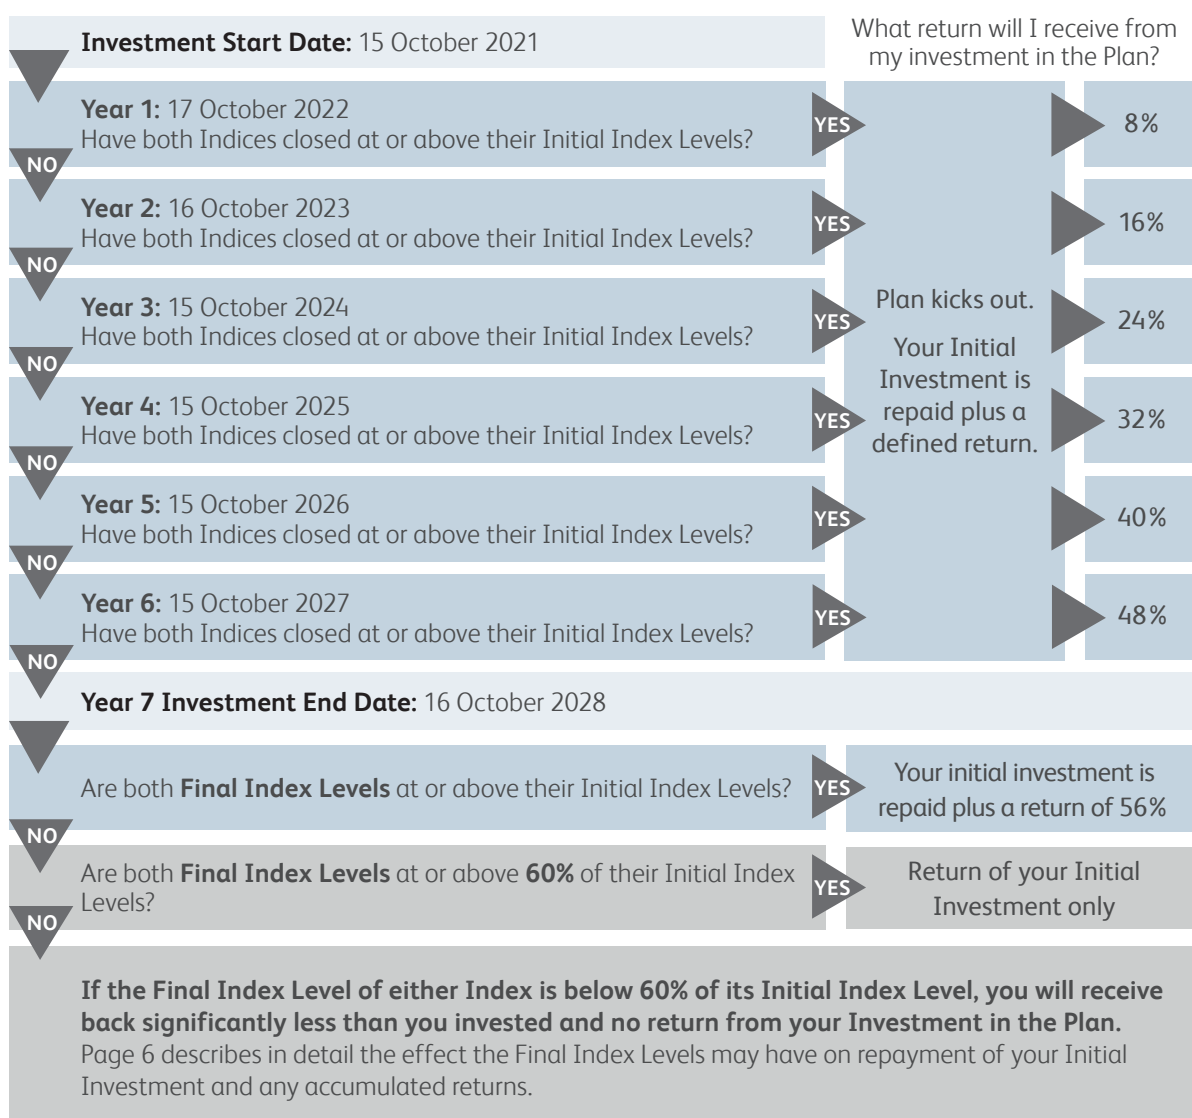 Investment Start Date: 15 October 2021
What return will I receive from
my investment in the Plan?
Year 1: 17 October 2022
Have both Indices closed at or above their Initial Index Levels?
YES
8%
NO
Year 2: 16 October 2023
Have both Indices closed at or above their Initial Index Levels?
YES
16%
NO
Year 3: 15 October 2024
Have both Indices closed at or above their Initial Index Levels?
YES
Plan kicks out.
Your Initial
Investment is
repaid plus a
defined return.
24%
NO
Year 4: 15 October 2025
Have both Indices closed at or above their Initial Index Levels?
YES
32%
NO
Year 5: 15 October 2026
Have both Indices closed at or above their Initial Index Levels?
YES
40%
NO
Year 6: 15 October 2027
Have both Indices closed at or above their Initial Index Levels?
YES
48%
NO
Year 7 Investment End Date: 16 October 2028
Are both Final Index Levels at or above their Initial Index Levels?
YES
Your initial investment is
repaid plus a return of 56%
NO
Are both Final Index Levels at or above 60% of their Initial Index
Levels?
YES
Return of your Initial
Investment only
NO
If the Final Index Level of either Index is below 60% of its Initial Index Level, you will receive
back significantly less than you invested and no return from your Investment in the Plan.
Page 6 describes in detail the effect the Final Index Levels may have on repayment of your Initial
Investment and any accumulated returns.